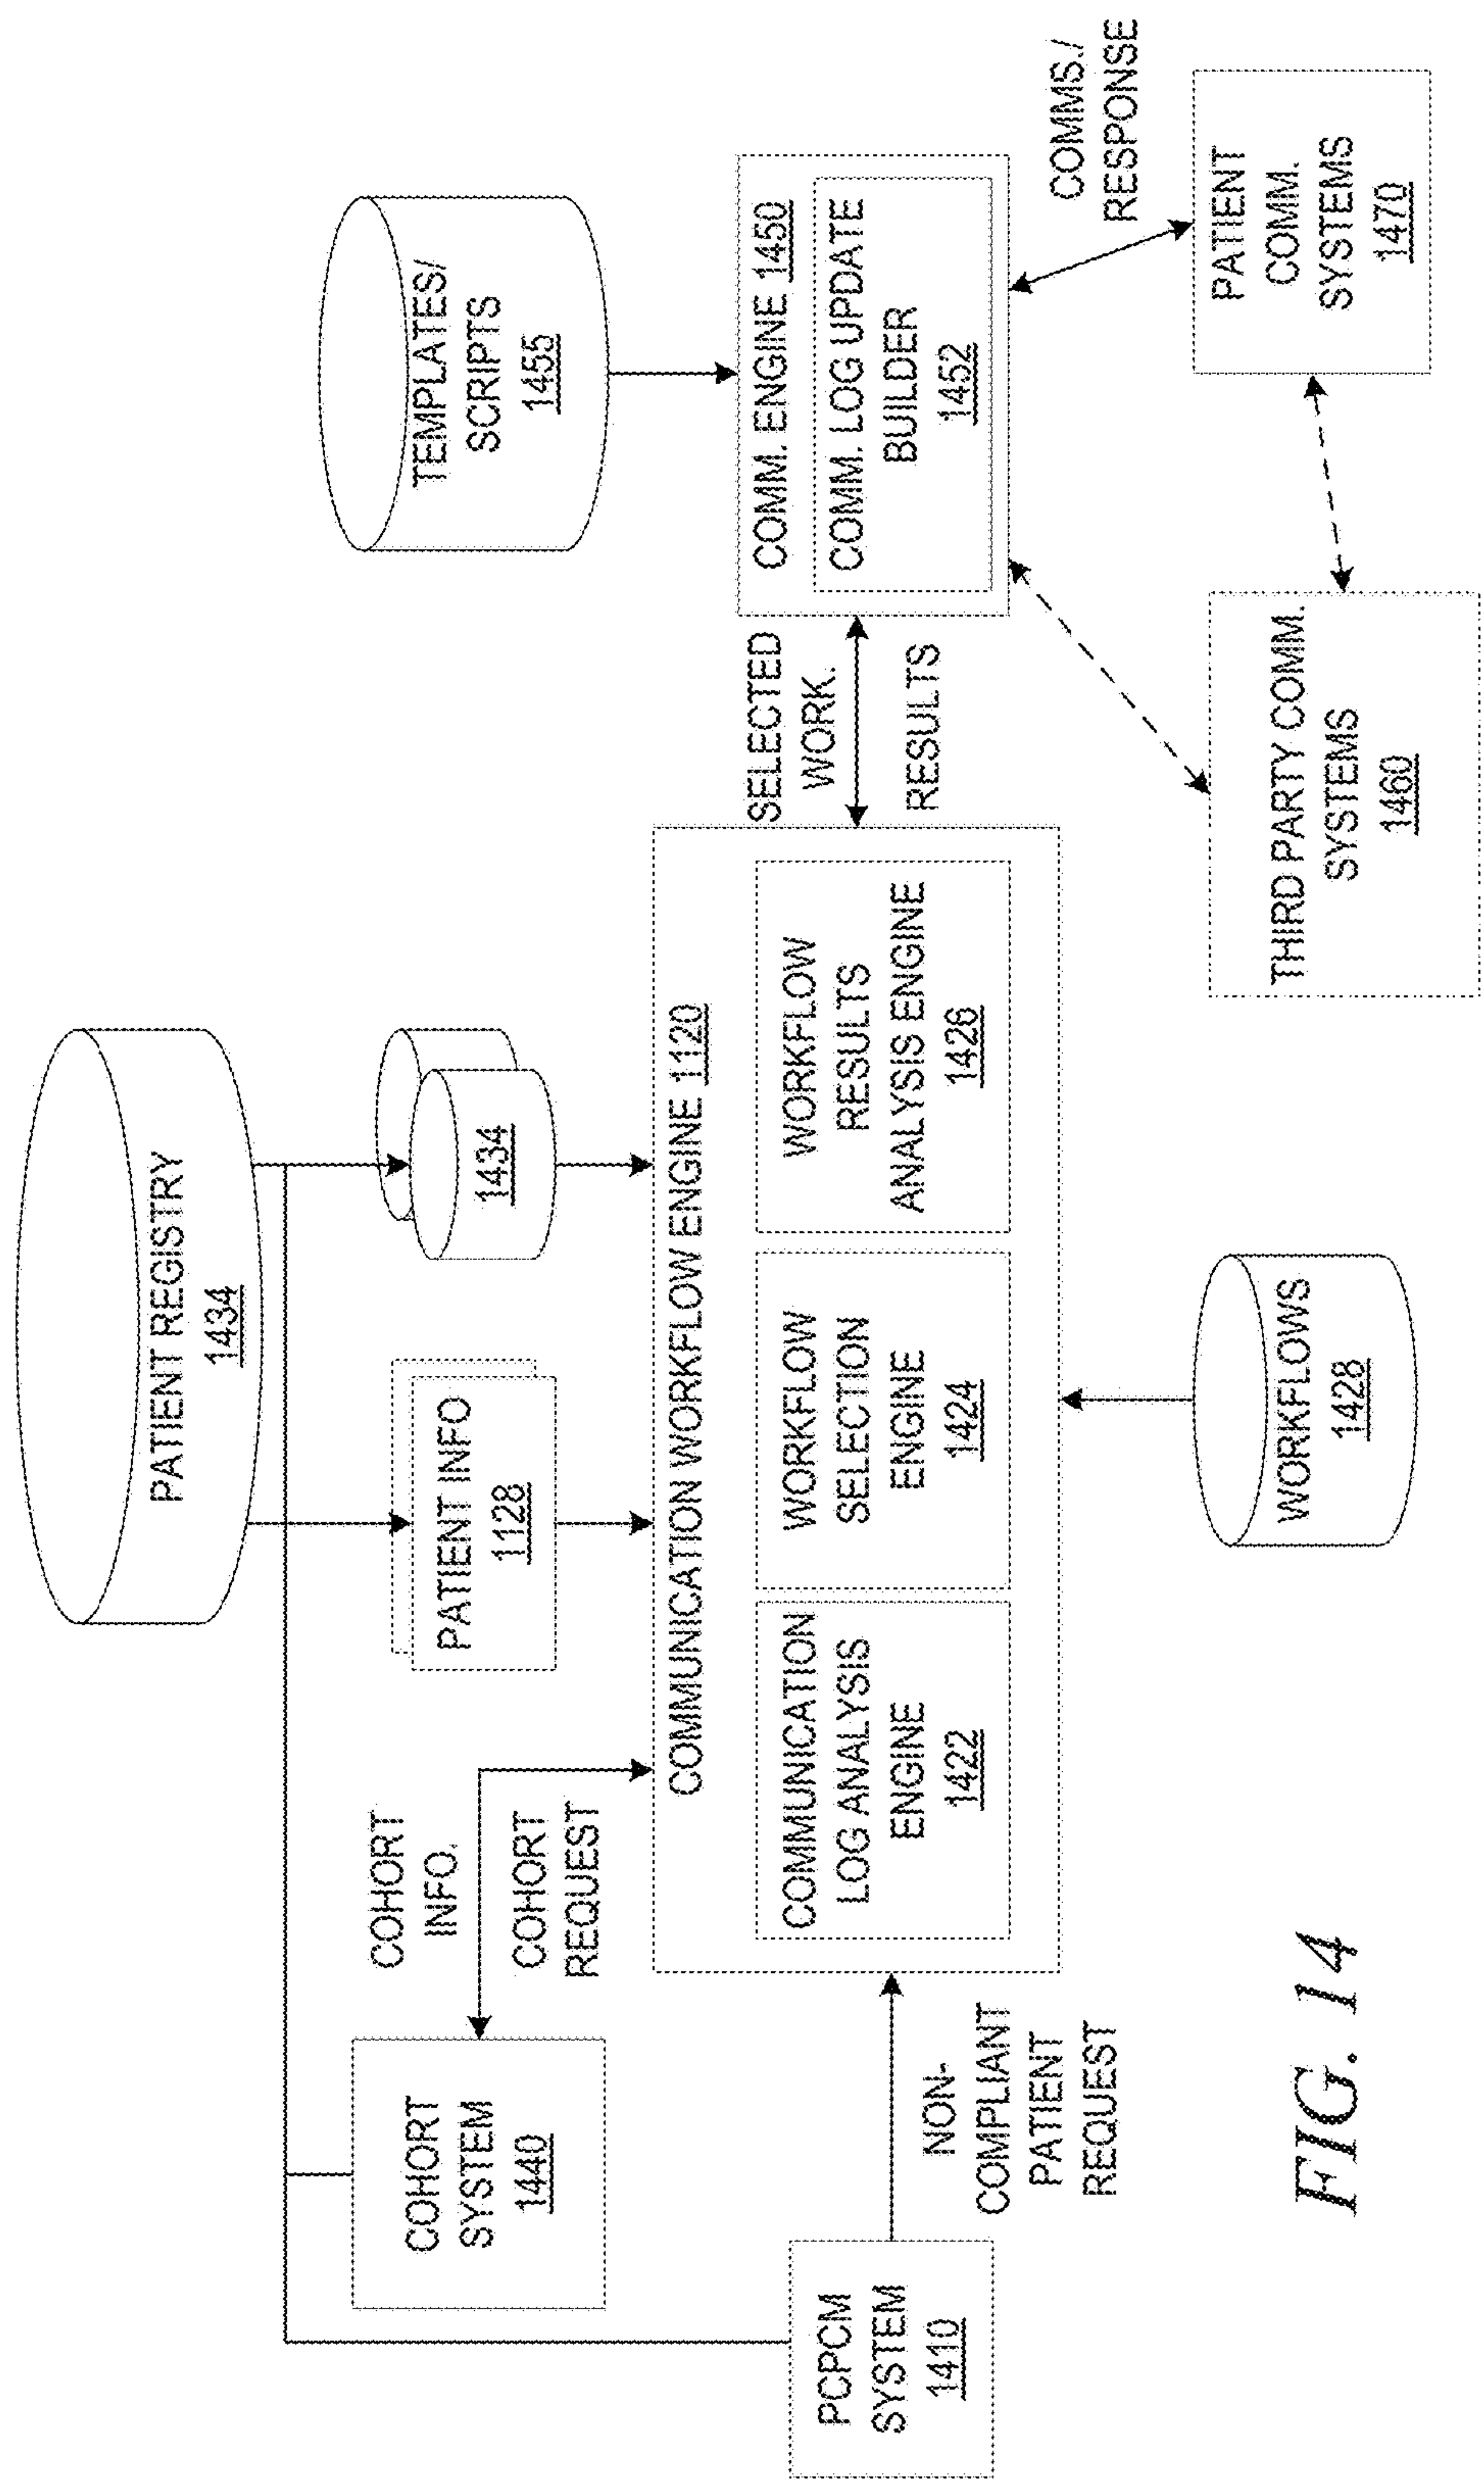 PATIENT REGISTRY
1434
TEMPLATES/
SCRIPTS
1455
COHORT
SYSTEM
1440
COHORT
INFO.
COHORT
REQUEST
PATIENT INFO
1128
1434
PCPCM
SYSTEM
1410
NON-
COMPLIANT
PATIENT
REQUEST
COMMUNICATION WORKFLOW ENGINE 1120
COMMUNICATION
LOG ANALYSIS
ENGINE
1422
WORKFLOW
SELECTION
ENGINE
1424
WORKFLOW
RESULTS
ANALYSIS ENGINE
1426
SELECTED
WORK.
RESULTS
COMM. ENGINE 1450
COMM. LOG UPDATE
BUILDER
1452
COMMS./
RESPONSE
WORKFLOWS
1428
THIRD PARTY COMM.
SYSTEMS
1460
PATIENT
COMM.
SYSTEMS
1470
FIG. 14